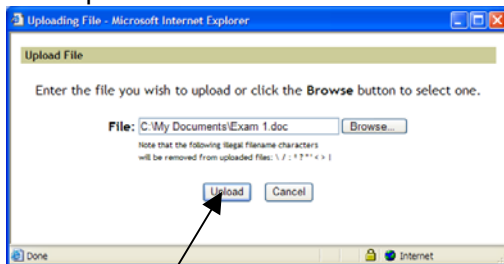 Uploading File - Microsoft Internet Explorer
Upload File
Enter the file you wish to upload or click the Browse button to select one.
File: C:\My Documents\Exam 1.doc Browse...
Note that the following illegal filename characters
will be removed from uploaded files: \ / : * ? " ' < > |
Upload Cancel
Done Internet